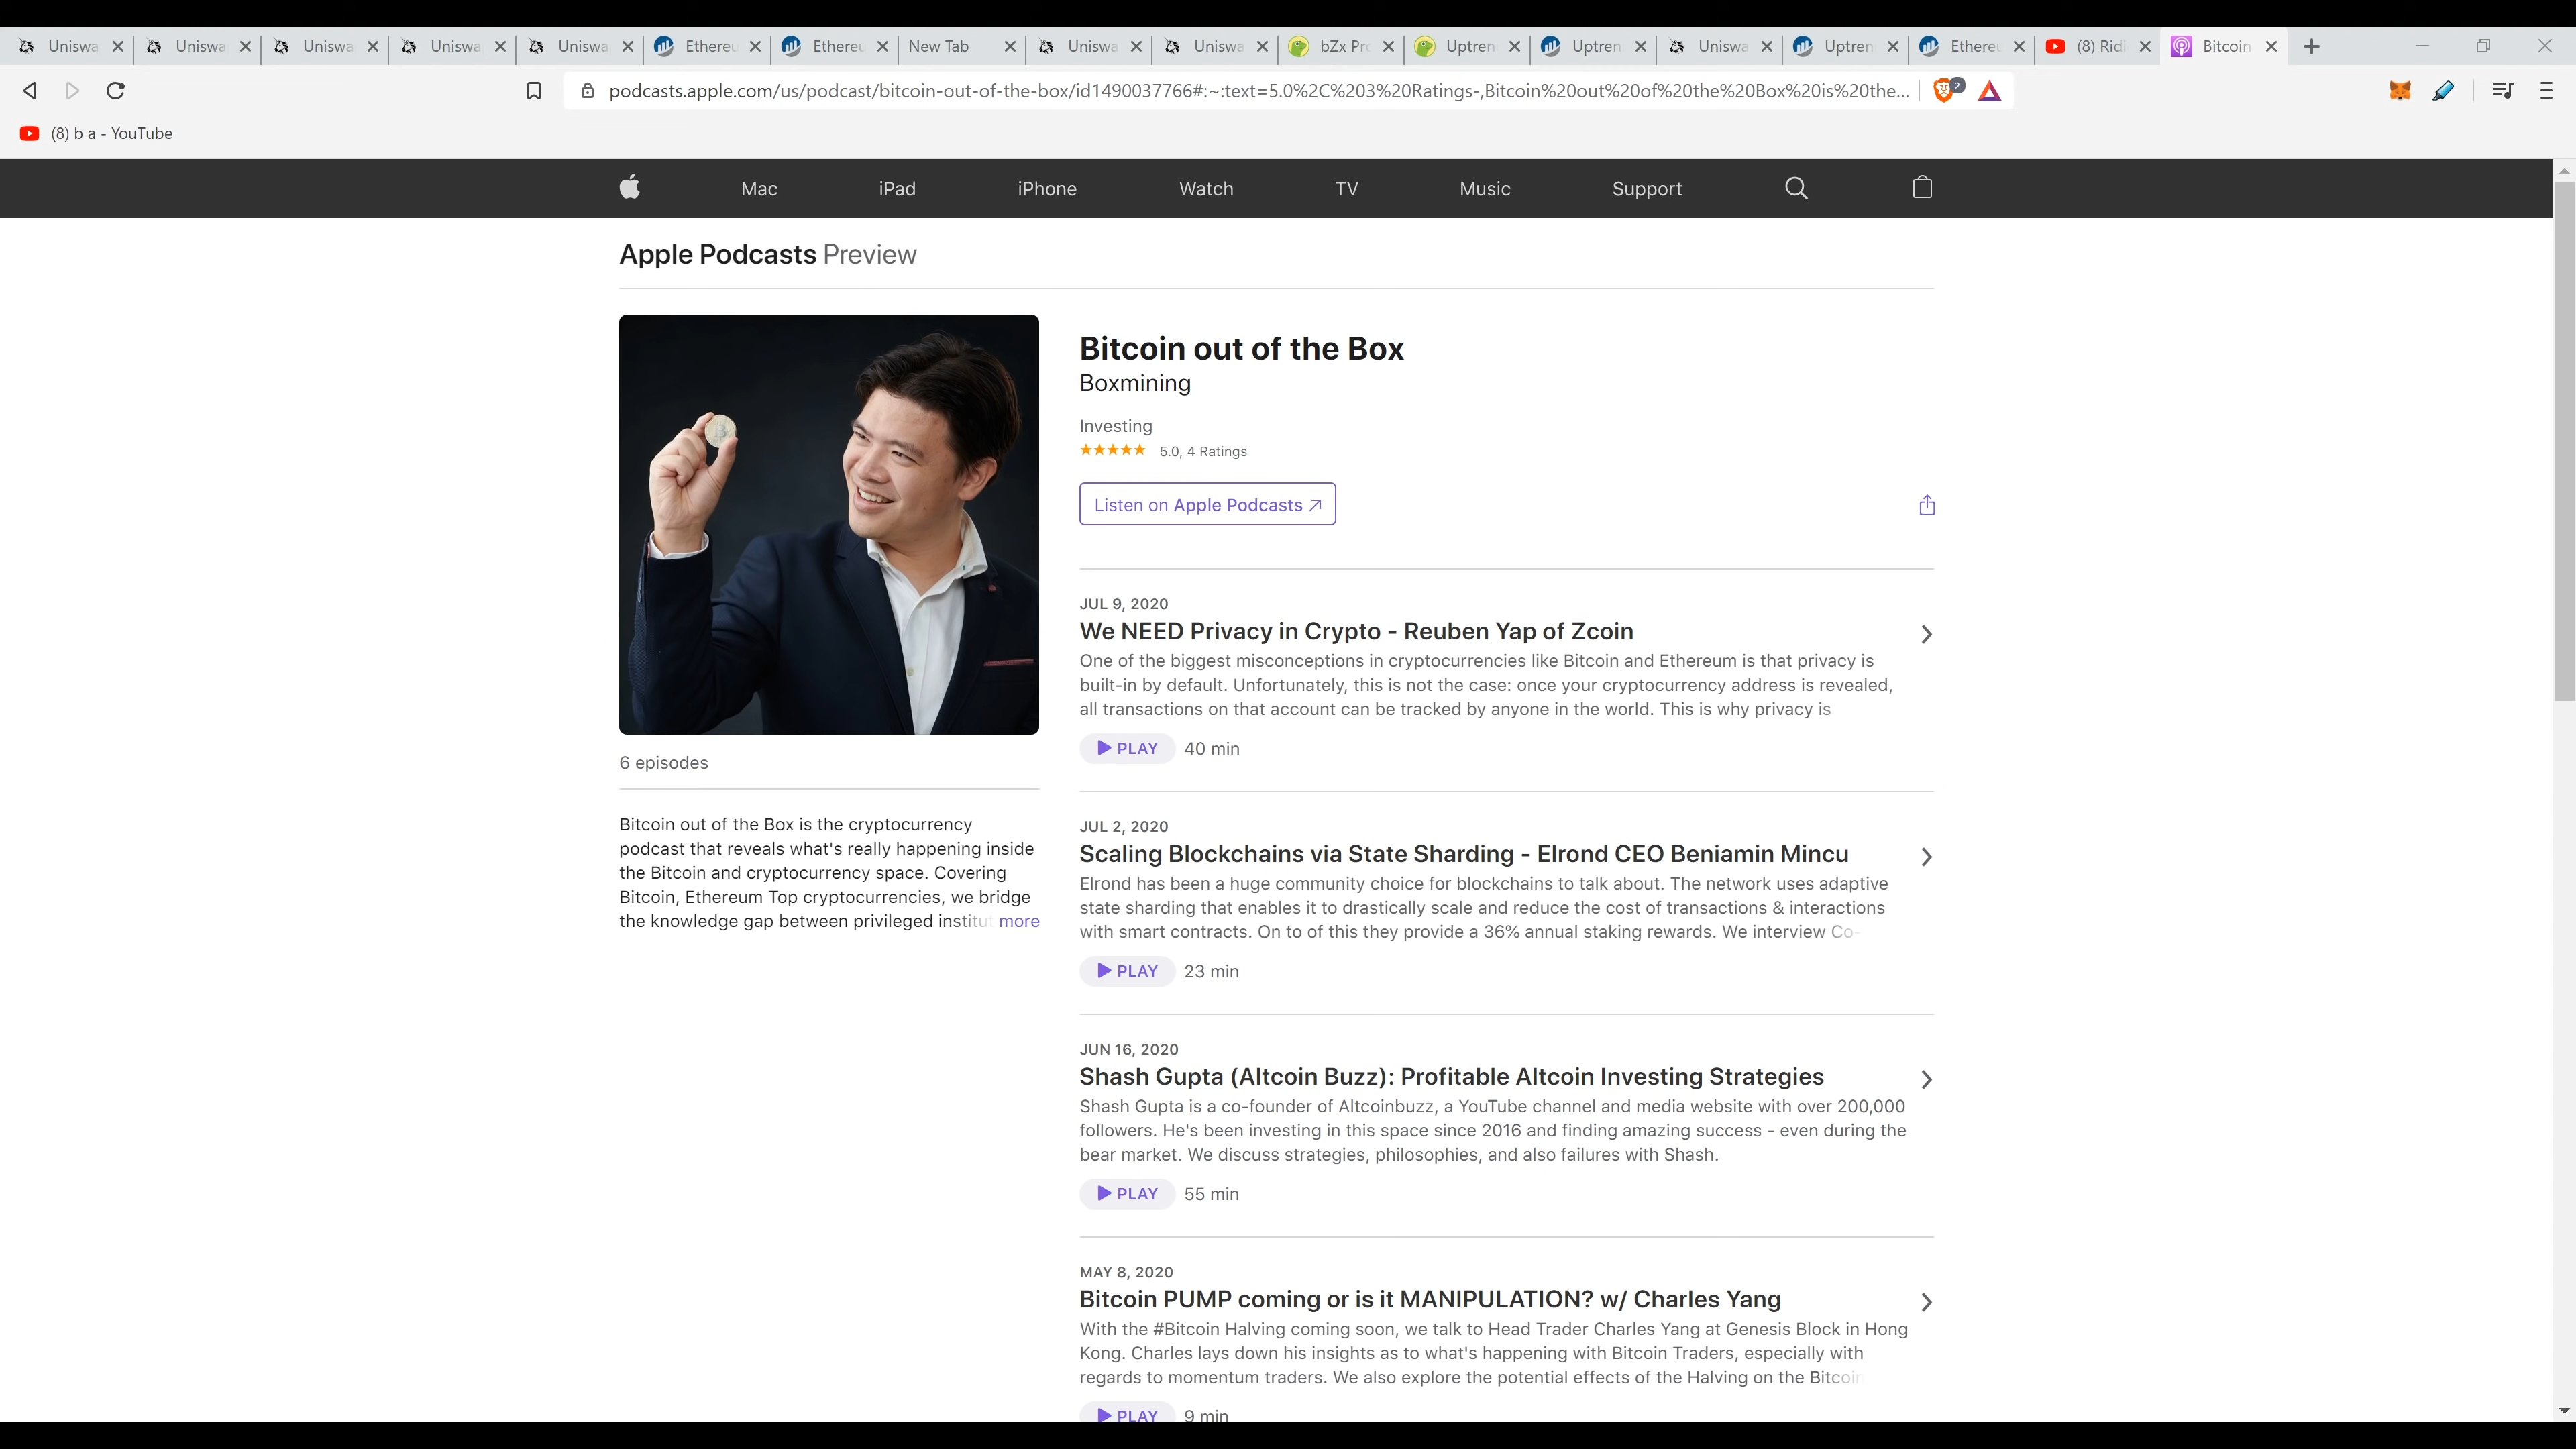 Uniswa
Uniswa
Uniswa
Uniswa
Uniswa
Ethereu
Ethereu
New Tab
Uniswa
Uniswa
bZx Pro
Uptren
Uptren
Uniswa
Uptren
Ethereu
(8) Ridi
Bitcoin
podcasts.apple.com/us/podcast/bitcoin-out-of-the-box/id1490037766#:~:text=5.0%2C%203%20Ratings-,Bitcoin%20out%20of%20the%20Box%20is%20the...
2
(8) b a - YouTube
Mac iPad iPhone Watch TV Music Support
Apple Podcasts Preview
Bitcoin out of the Box
Boxmining
Investing
★★★★★ 5.0, 4 Ratings
Listen on Apple Podcasts ↗
6 episodes
Bitcoin out of the Box is the cryptocurrency
podcast that reveals what's really happening inside
the Bitcoin and cryptocurrency space. Covering
Bitcoin, Ethereum Top cryptocurrencies, we bridge
the knowledge gap between privileged institut more
JUL 9, 2020
We NEED Privacy in Crypto - Reuben Yap of Zcoin
One of the biggest misconceptions in cryptocurrencies like Bitcoin and Ethereum is that privacy is
built-in by default. Unfortunately, this is not the case: once your cryptocurrency address is revealed,
all transactions on that account can be tracked by anyone in the world. This is why privacy is
PLAY 40 min
JUL 2, 2020
Scaling Blockchains via State Sharding - Elrond CEO Beniamin Mincu
Elrond has been a huge community choice for blockchains to talk about. The network uses adaptive
state sharding that enables it to drastically scale and reduce the cost of transactions & interactions
with smart contracts. On to of this they provide a 36% annual staking rewards. We interview Co-
PLAY 23 min
JUN 16, 2020
Shash Gupta (Altcoin Buzz): Profitable Altcoin Investing Strategies
Shash Gupta is a co-founder of Altcoinbuzz, a YouTube channel and media website with over 200,000
followers. He's been investing in this space since 2016 and finding amazing success - even during the
bear market. We discuss strategies, philosophies, and also failures with Shash.
PLAY 55 min
MAY 8, 2020
Bitcoin PUMP coming or is it MANIPULATION? w/ Charles Yang
With the #Bitcoin Halving coming soon, we talk to Head Trader Charles Yang at Genesis Block in Hong
Kong. Charles lays down his insights as to what's happening with Bitcoin Traders, especially with
regards to momentum traders. We also explore the potential effects of the Halving on the Bitcoin
PLAY 9 min